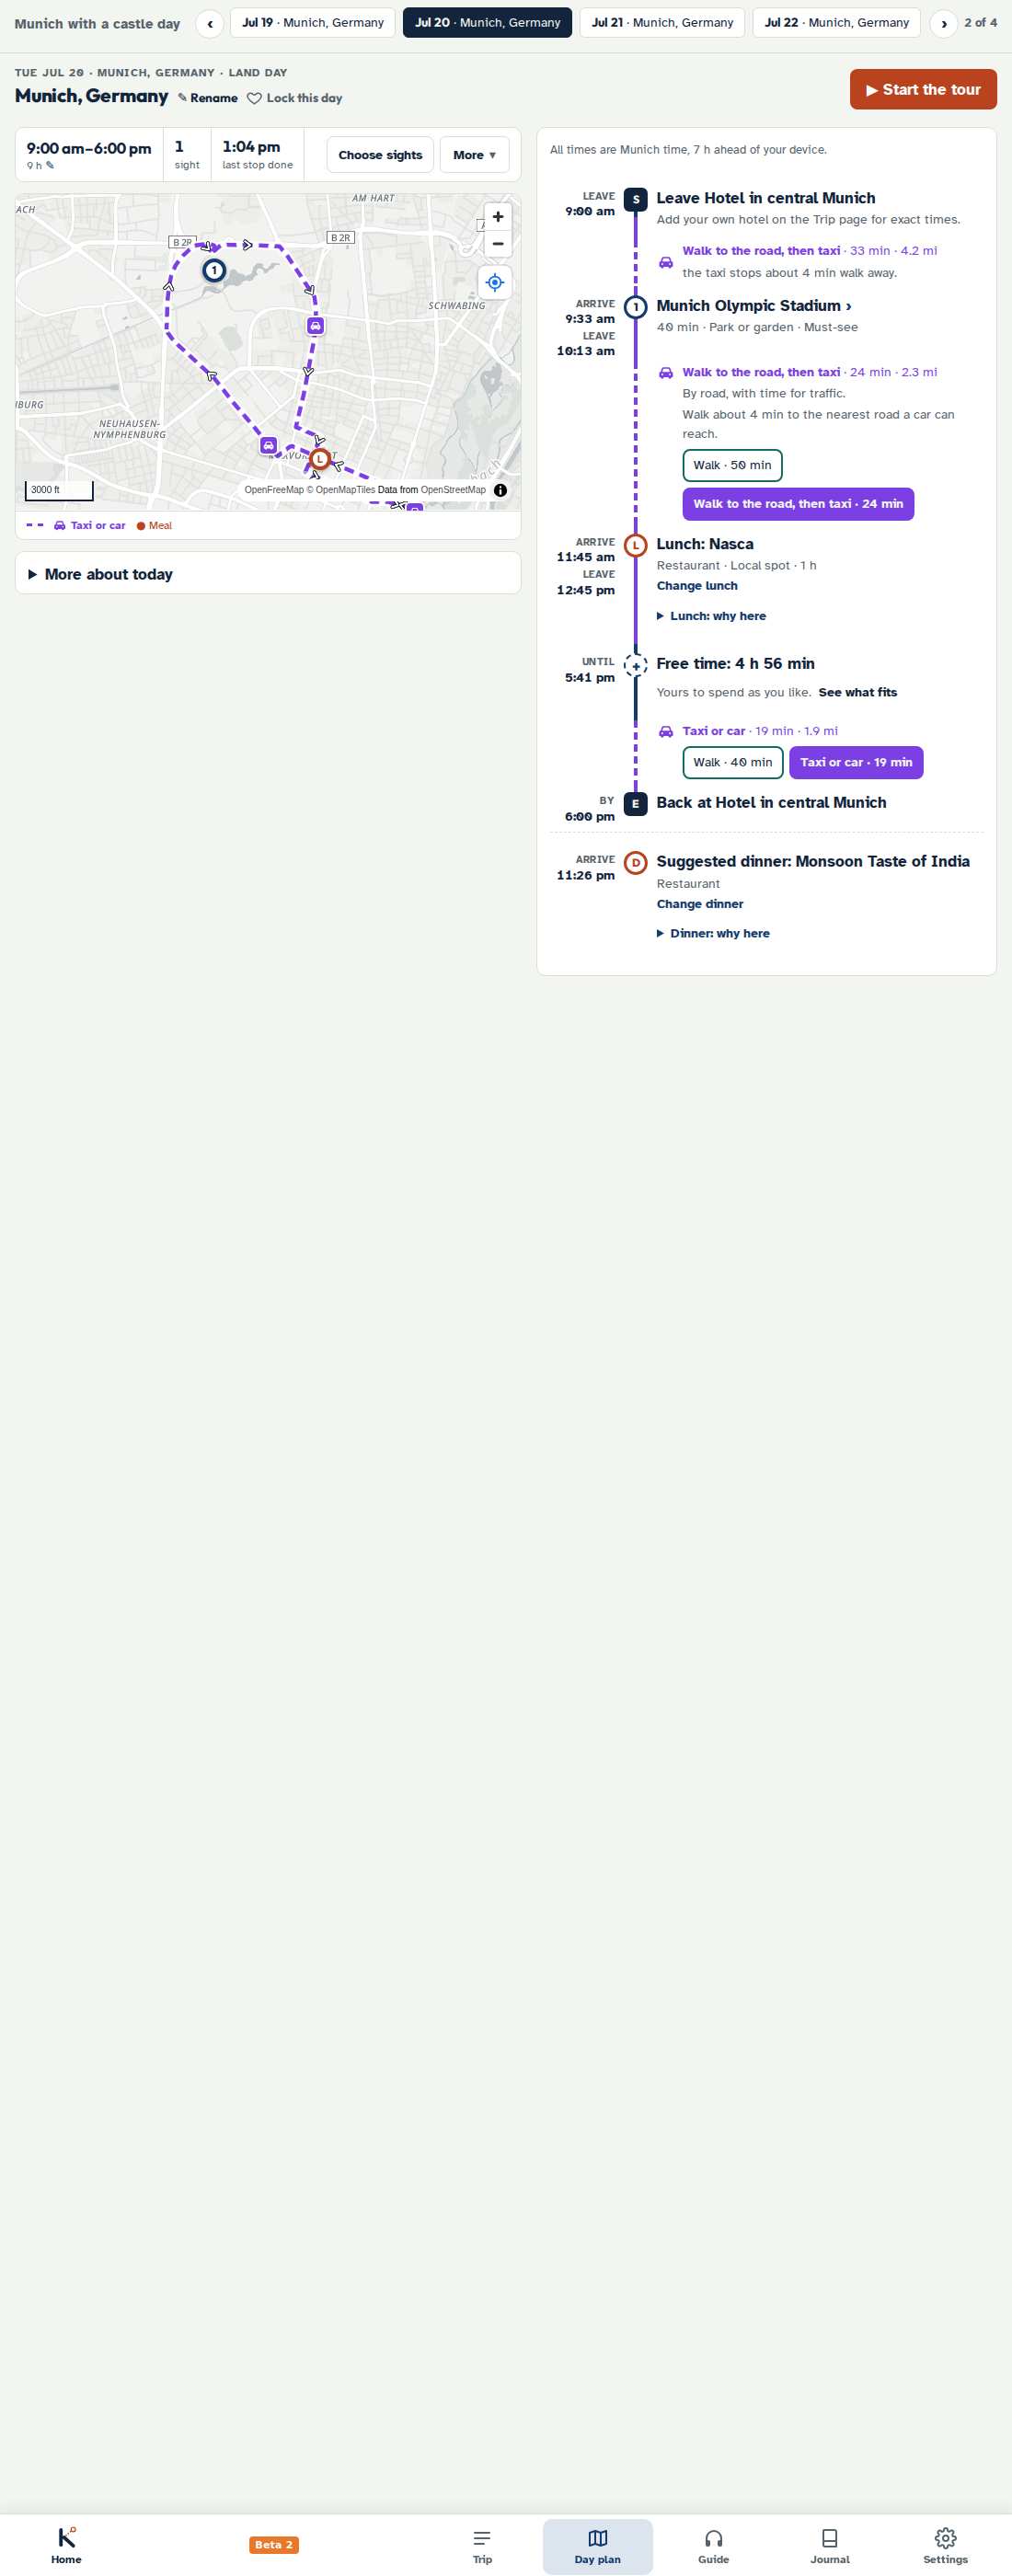 Munich with a castle day
‹
Jul 19 · Munich, Germany
Jul 20 · Munich, Germany
Jul 21 · Munich, Germany
Jul 22 · Munich, Germany
›
2 of 4
TUE JUL 20 · MUNICH, GERMANY · LAND DAY
Munich, Germany ✎ Rename ♡ Lock this day
▶ Start the tour
9:00 am–6:00 pm
9 h ✎
1
sight
1:04 pm
last stop done
Choose sights
More ▼
ACH
AM HART
B 2R
B 2R
1
SCHWABING
IBURG
NEUHAUSEN-
NYMPHENBURG
L
3000 ft
OpenFreeMap © OpenMapTiles Data from OpenStreetMap
Taxi or car
Meal
▶ More about today
All times are Munich time, 7 h ahead of your device.
LEAVE
9:00 am
S
Leave Hotel in central Munich
Add your own hotel on the Trip page for exact times.
Walk to the road, then taxi · 33 min · 4.2 mi
the taxi stops about 4 min walk away.
ARRIVE
9:33 am
LEAVE
10:13 am
1
Munich Olympic Stadium ›
40 min · Park or garden · Must-see
Walk to the road, then taxi · 24 min · 2.3 mi
By road, with time for traffic.
Walk about 4 min to the nearest road a car can
reach.
Walk · 50 min
Walk to the road, then taxi · 24 min
ARRIVE
11:45 am
LEAVE
12:45 pm
L
Lunch: Nasca
Restaurant · Local spot · 1 h
Change lunch
▶ Lunch: why here
UNTIL
5:41 pm
+
Free time: 4 h 56 min
Yours to spend as you like. See what fits
Taxi or car · 19 min · 1.9 mi
Walk · 40 min
Taxi or car · 19 min
BY
6:00 pm
E
Back at Hotel in central Munich
ARRIVE
11:26 pm
D
Suggested dinner: Monsoon Taste of India
Restaurant
Change dinner
▶ Dinner: why here
Home
Beta 2
Trip
Day plan
Guide
Journal
Settings